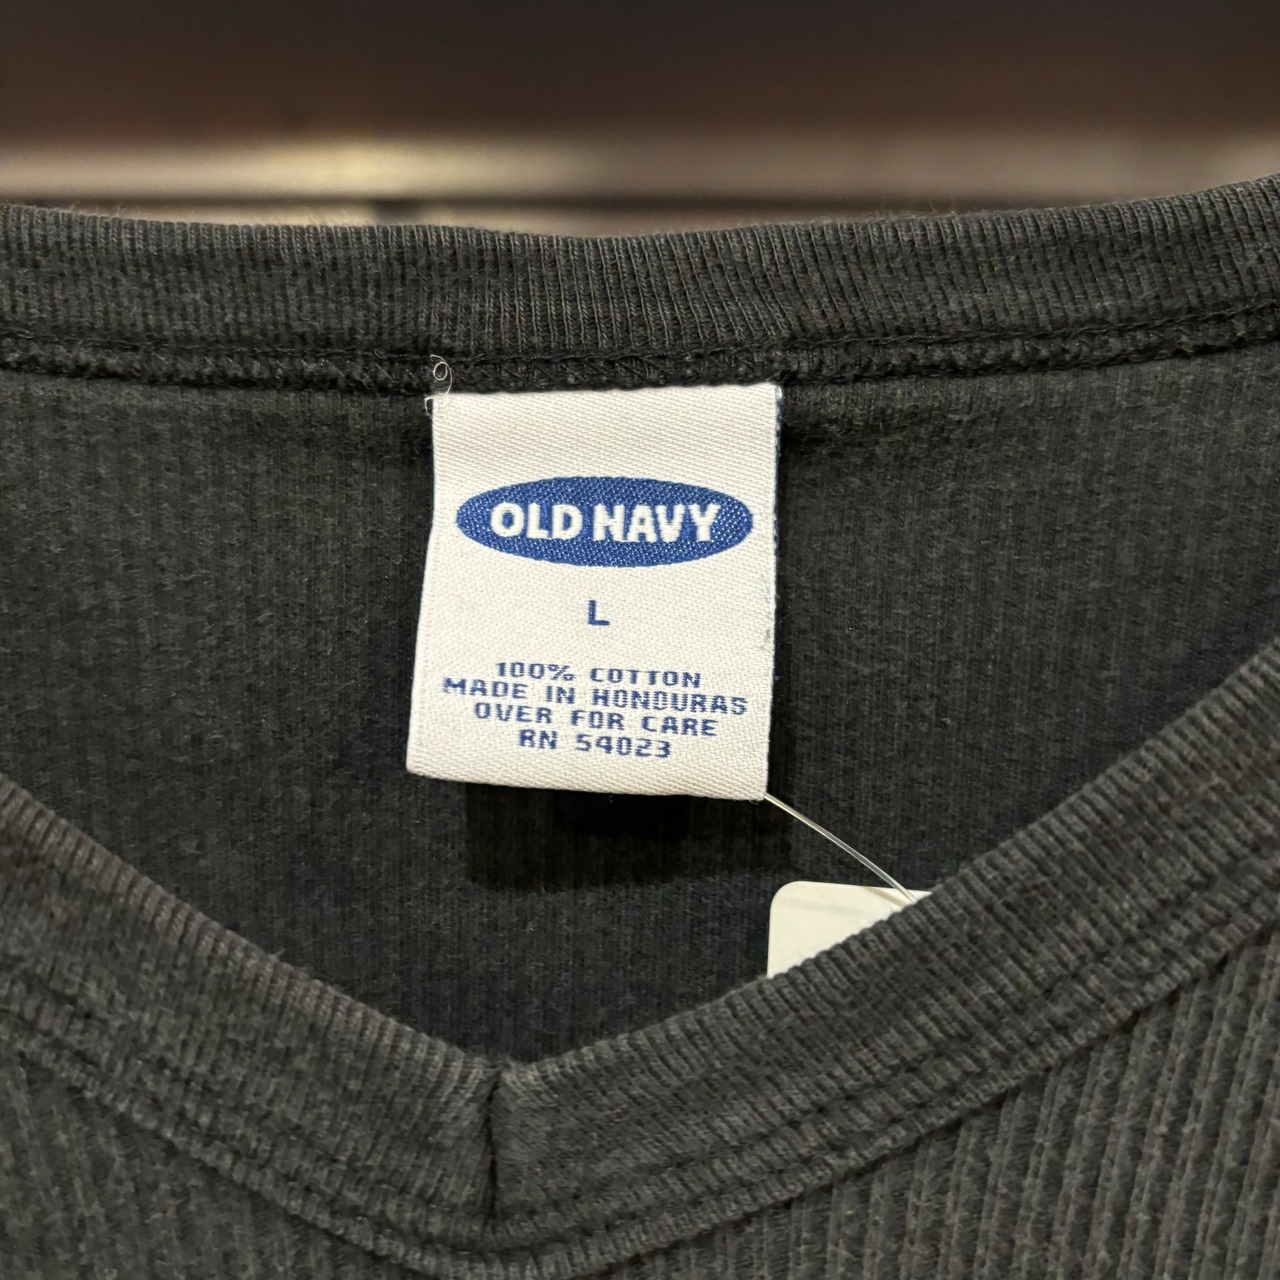 OLD NAVY
L
100% COTTON
MADE IN HONDURAS
OVER FOR CARE
RN 54023